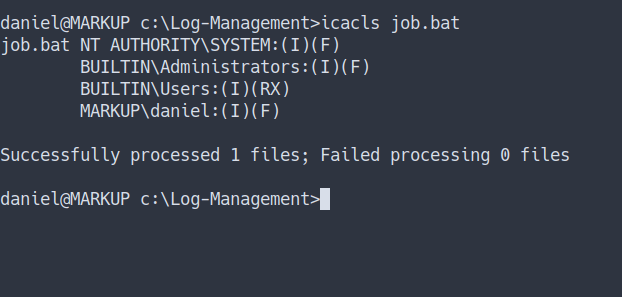 daniel@MARKUP c:\Log-Management>icacls job.bat
job.bat NT AUTHORITY\SYSTEM:(I)(F)
        BUILTIN\Administrators:(I)(F)
        BUILTIN\Users:(I)(RX)
        MARKUP\daniel:(I)(F)

Successfully processed 1 files; Failed processing 0 files

daniel@MARKUP c:\Log-Management>